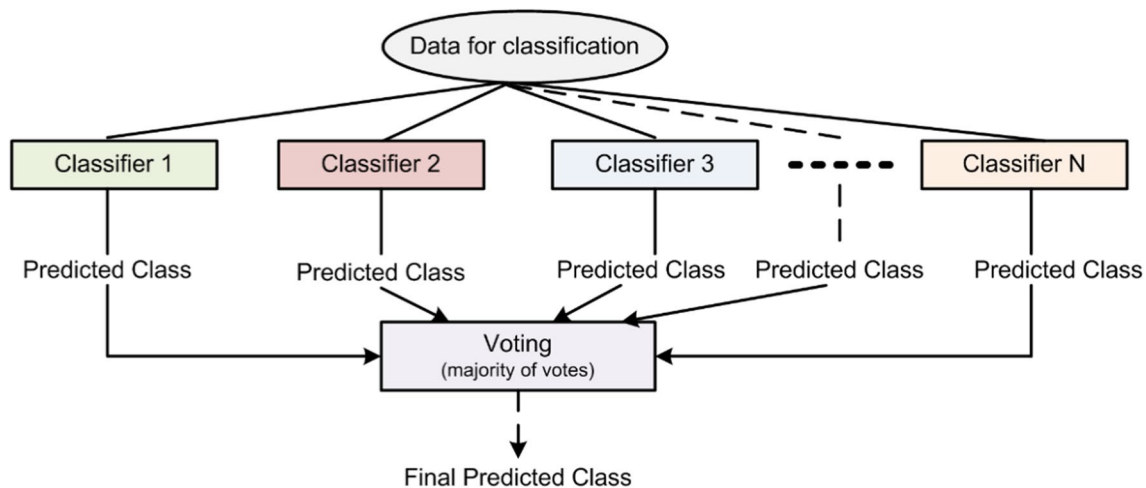 Data for classification
Classifier 1
Classifier 2
Classifier 3
Classifier N
Predicted Class
Predicted Class
Predicted Class
Predicted Class
Predicted Class
Voting
(majority of votes)
Final Predicted Class